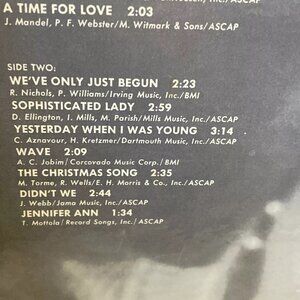 A TIME FOR LOVE 2:03
J. Mandel, P. F. Webster/M. Witmark & Sons/ASCAP
SIDE TWO:
WE'VE ONLY JUST BEGUN 2:23
R. Nichols, P. Williams/Irving Music, Inc./BMI
SOPHISTICATED LADY 2:59
D. Ellington, I. Mills, M. Parish/Mills Music, Inc./ASCAP
YESTERDAY WHEN I WAS YOUNG 3:14
C. Aznavour, H. Kretzmer/Dartmouth Music, Inc./ASCAP
WAVE 2:09
A. C. Jobim/Corcovado Music Corp./BMI
THE CHRISTMAS SONG 2:35
M. Torme, R. Wells/E. H. Morris & Co., Inc./ASCAP
DIDN'T WE 2:44
J. Webb/Jama Music, Inc./ASCAP
JENNIFER ANN 1:34
T. Mottola/Record Songs, Inc./ASCAP